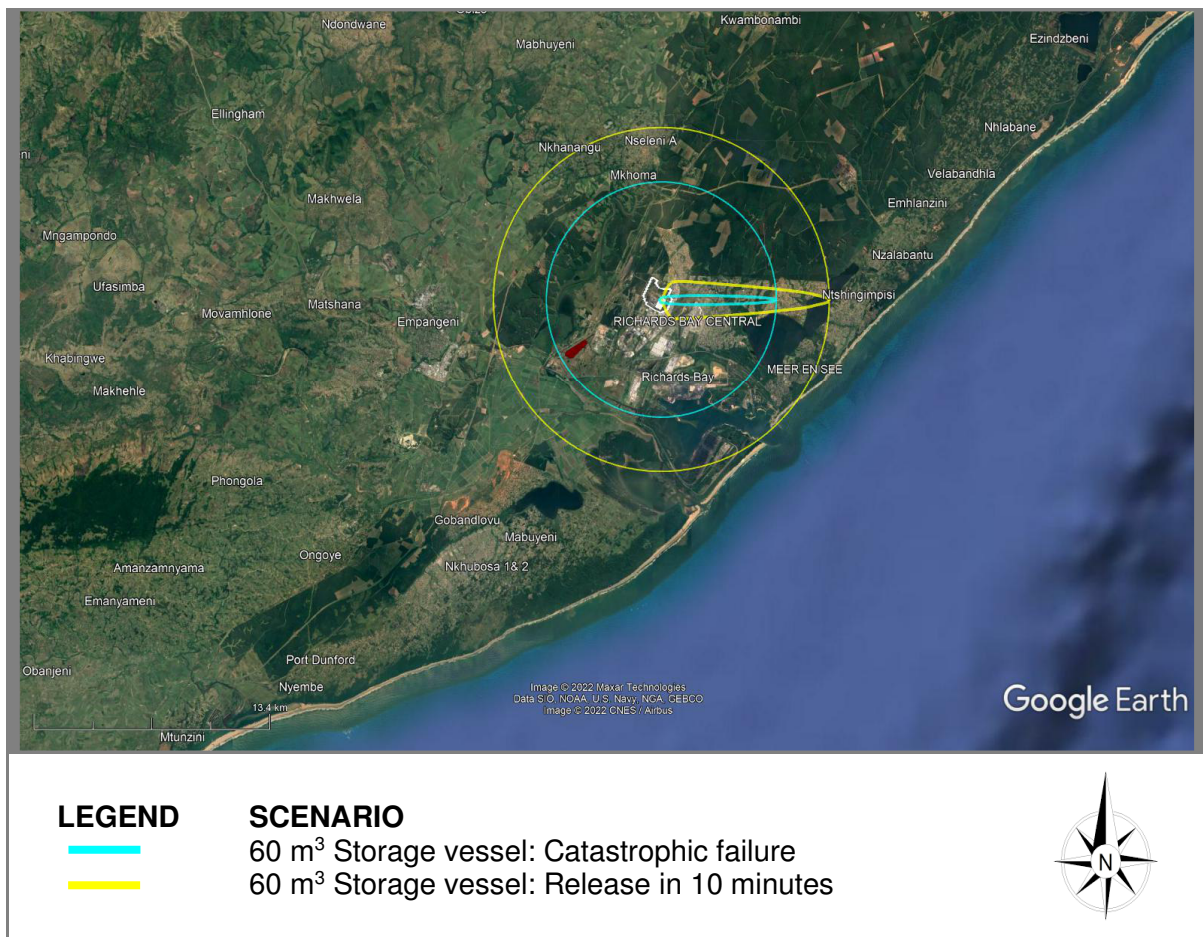 Obizo
Kwambonambi
Ndondwane
Ezindzbeni
Mabhuyeni
Ellingham
Nhlabane
Nseleni A
Nkhanangu
ni
Mkhoma
Velabandhla
Makhwela
Emhlanzini
Mngampondo
Nzalabantu
Ufasimba
Ntshingimpisi
Matshana
Movamhlone
Empangeni
RICHARDS BAY CENTRAL
Khabingwe
MEER EN SEE
Richards Bay
Makhehle
Phongola
Gobandlovu
Mabuyeni
Ongoye
Nkhubosa 1& 2
Amanzamnyama
Emanyameni
Port Dunford
Obanjeni
Nyembe
Image © 2022 Maxar Technologies
Data SIO, NOAA, U.S. Navy, NGA, GEBCO
Image © 2022 CNES / Airbus
Google Earth
13.4 km
Mtunzini
LEGEND SCENARIO
60 m³ Storage vessel: Catastrophic failure
60 m³ Storage vessel: Release in 10 minutes
N